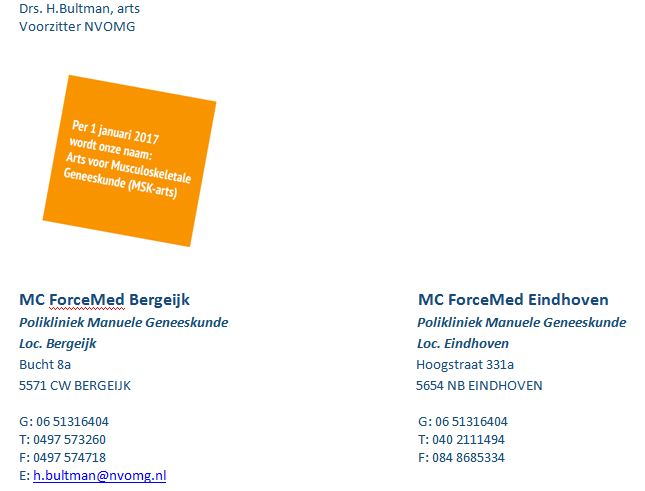 Drs. H.Bultman, arts
Voorzitter NVOMG
Per 1 januari 2017
wordt onze naam:
Arts voor Musculoskeletale
Geneeskunde (MSK-arts)
MC ForceMed Bergeijk
Polikliniek Manuele Geneeskunde
Loc. Bergeijk
Bucht 8a
5571 CW BERGEIJK
G: 06 51316404
T: 0497 573260
F: 0497 574718
E: h.bultman@nvomg.nl
MC ForceMed Eindhoven
Polikliniek Manuele Geneeskunde
Loc. Eindhoven
Hoogstraat 331a
5654 NB EINDHOVEN
G: 06 51316404
T: 040 2111494
F: 084 8685334